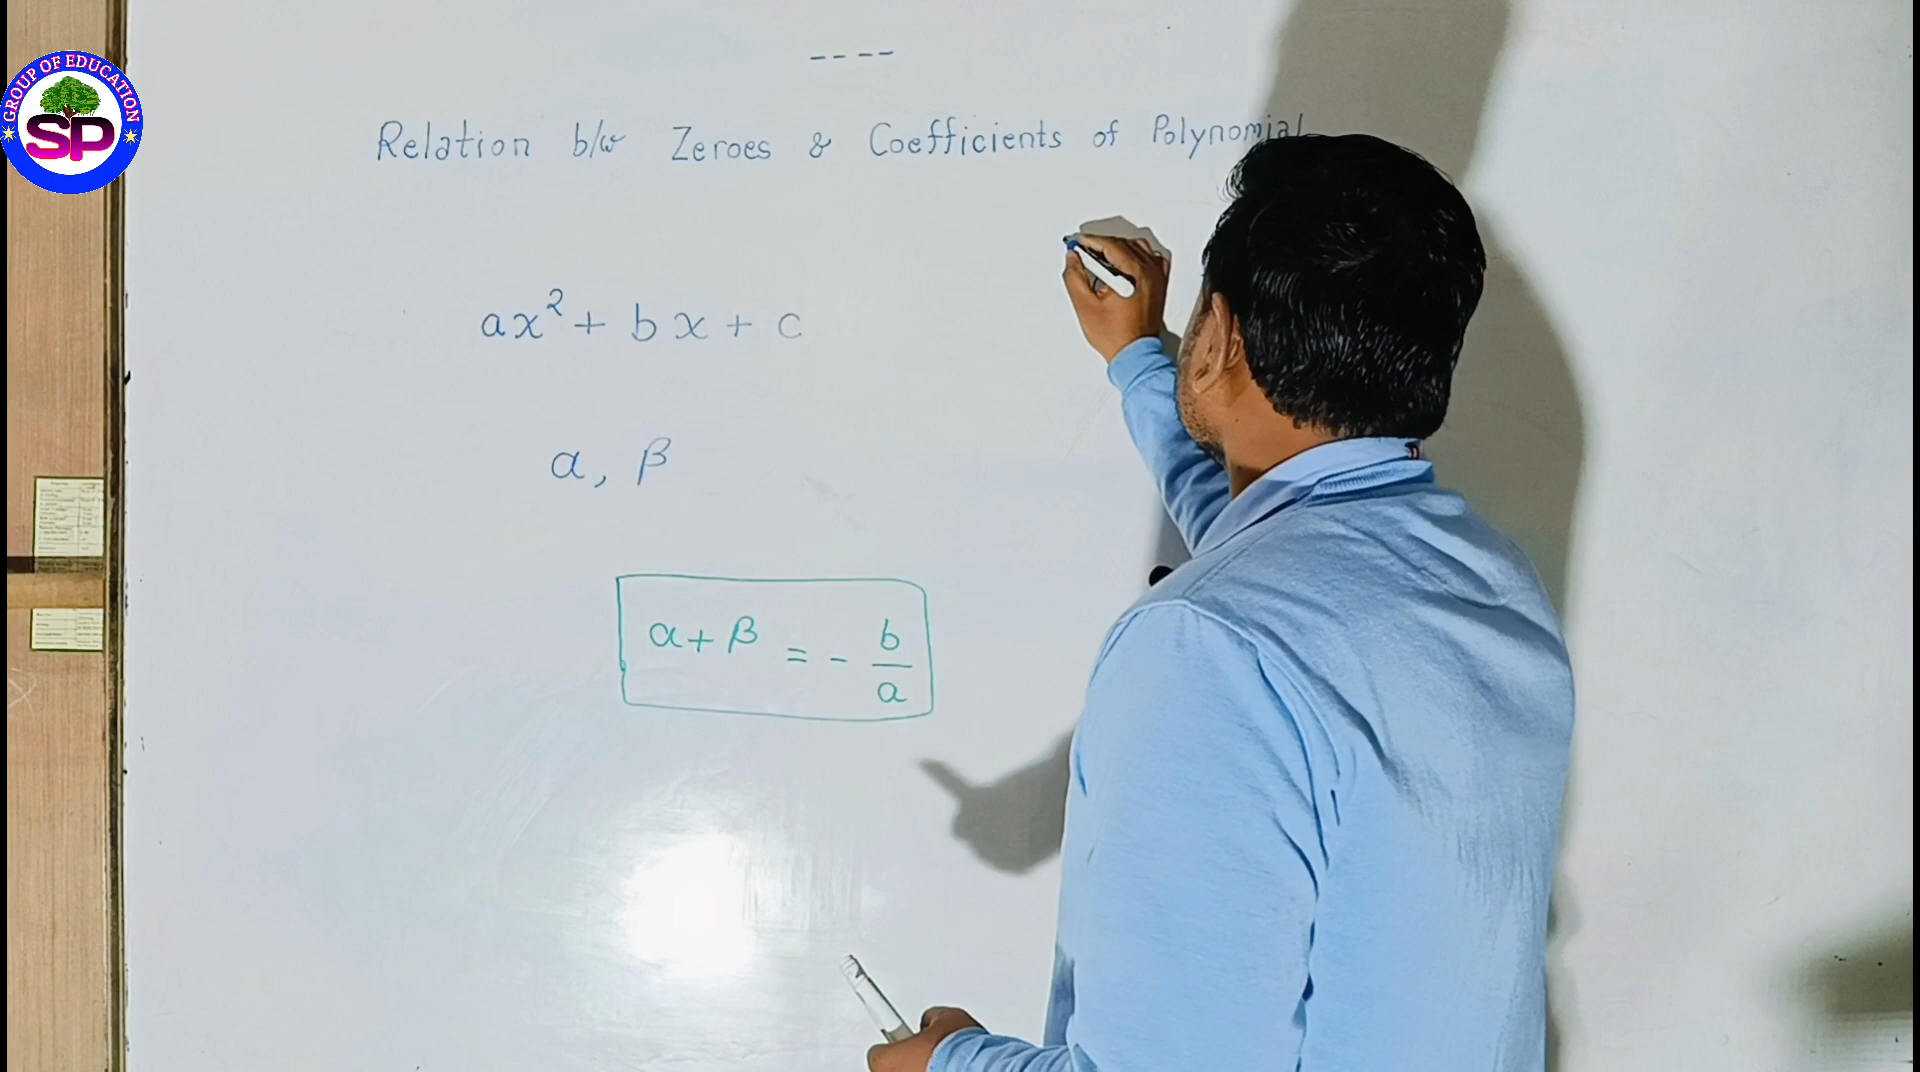 GROUP OF EDUCATION
SP
----
Relation b/w Zeroes & Coefficients of Polynomial
ax² + bx + c
α, β
α + β = - b/a